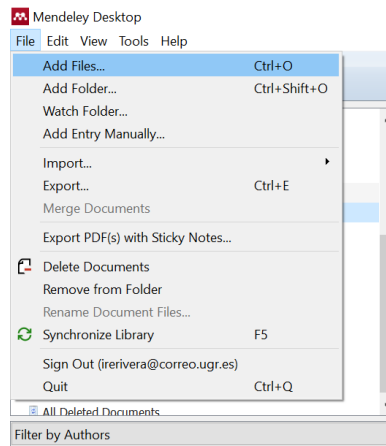 Mendeley Desktop
File Edit View Tools Help
Add Files... Ctrl+O
Add Folder... Ctrl+Shift+O
Watch Folder...
Add Entry Manually...
Import...
Export... Ctrl+E
Merge Documents
Export PDF(s) with Sticky Notes...
Delete Documents
Remove from Folder
Rename Document Files...
Synchronize Library F5
Sign Out (irerivera@correo.ugr.es)
Quit Ctrl+Q
All Deleted Documents
Filter by Authors